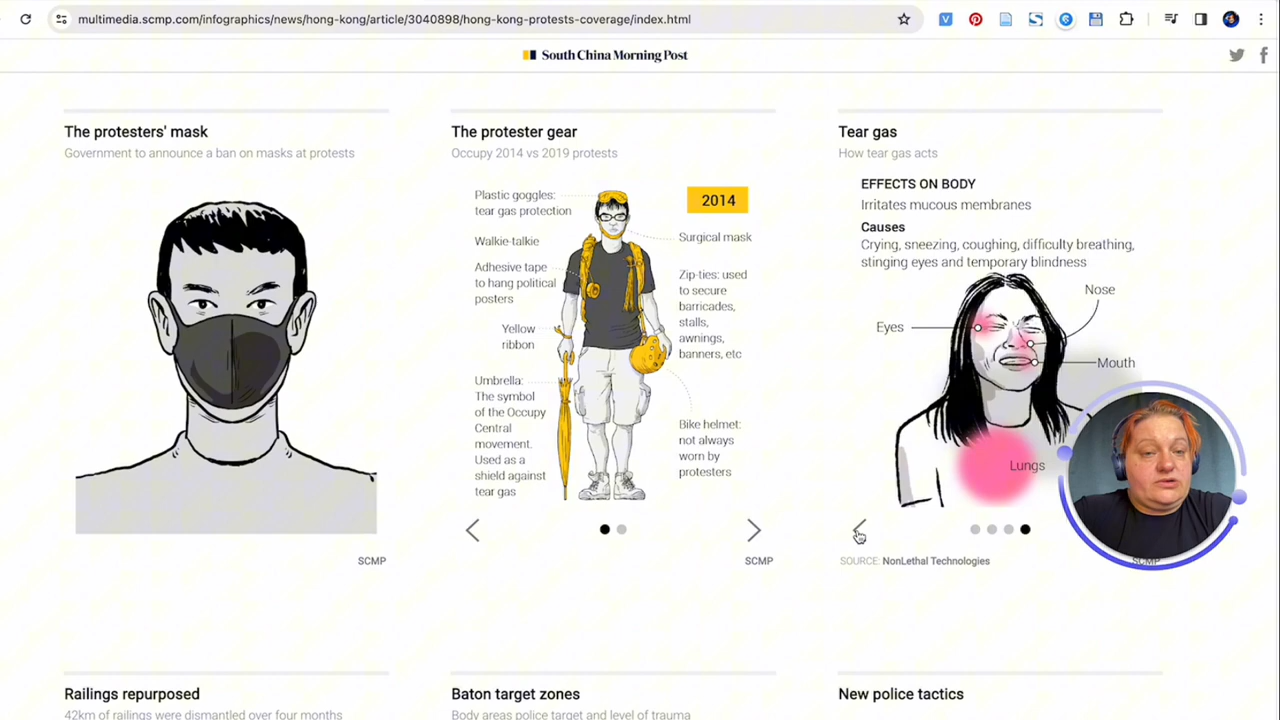 multimedia.scmp.com/infographics/news/hong-kong/article/3040898/hong-kong-protests-coverage/index.html
South China Morning Post
The protesters' mask
Government to announce a ban on masks at protests
SCMP
The protester gear
Occupy 2014 vs 2019 protests
2014
Plastic goggles:
tear gas protection
Walkie-talkie
Adhesive tape
to hang political
posters
Yellow
ribbon
Umbrella:
The symbol
of the Occupy
Central
movement.
Used as a
shield against
tear gas
Surgical mask
Zip-ties: used
to secure
barricades,
stalls,
awnings,
banners, etc
Bike helmet:
not always
worn by
protesters
SCMP
Tear gas
How tear gas acts
EFFECTS ON BODY
Irritates mucous membranes
Causes
Crying, sneezing, coughing, difficulty breathing,
stinging eyes and temporary blindness
Nose
Eyes
Mouth
Lungs
SOURCE: NonLethal Technologies
SCMP
Railings repurposed
42km of railings were dismantled over four months
Baton target zones
Body areas police target and level of trauma
New police tactics